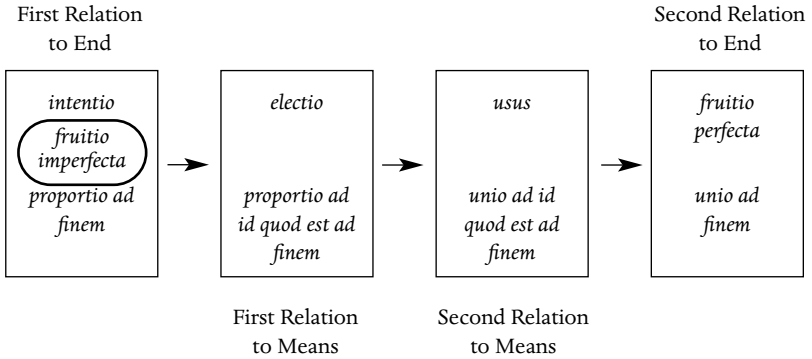 First Relation
to End
Second Relation
to End
intentio
fruitio
imperfecta
proportio ad
finem
electio
proportio ad
id quod est ad
finem
usus
unio ad id
quod est ad
finem
fruitio
perfecta
unio ad
finem
First Relation
to Means
Second Relation
to Means